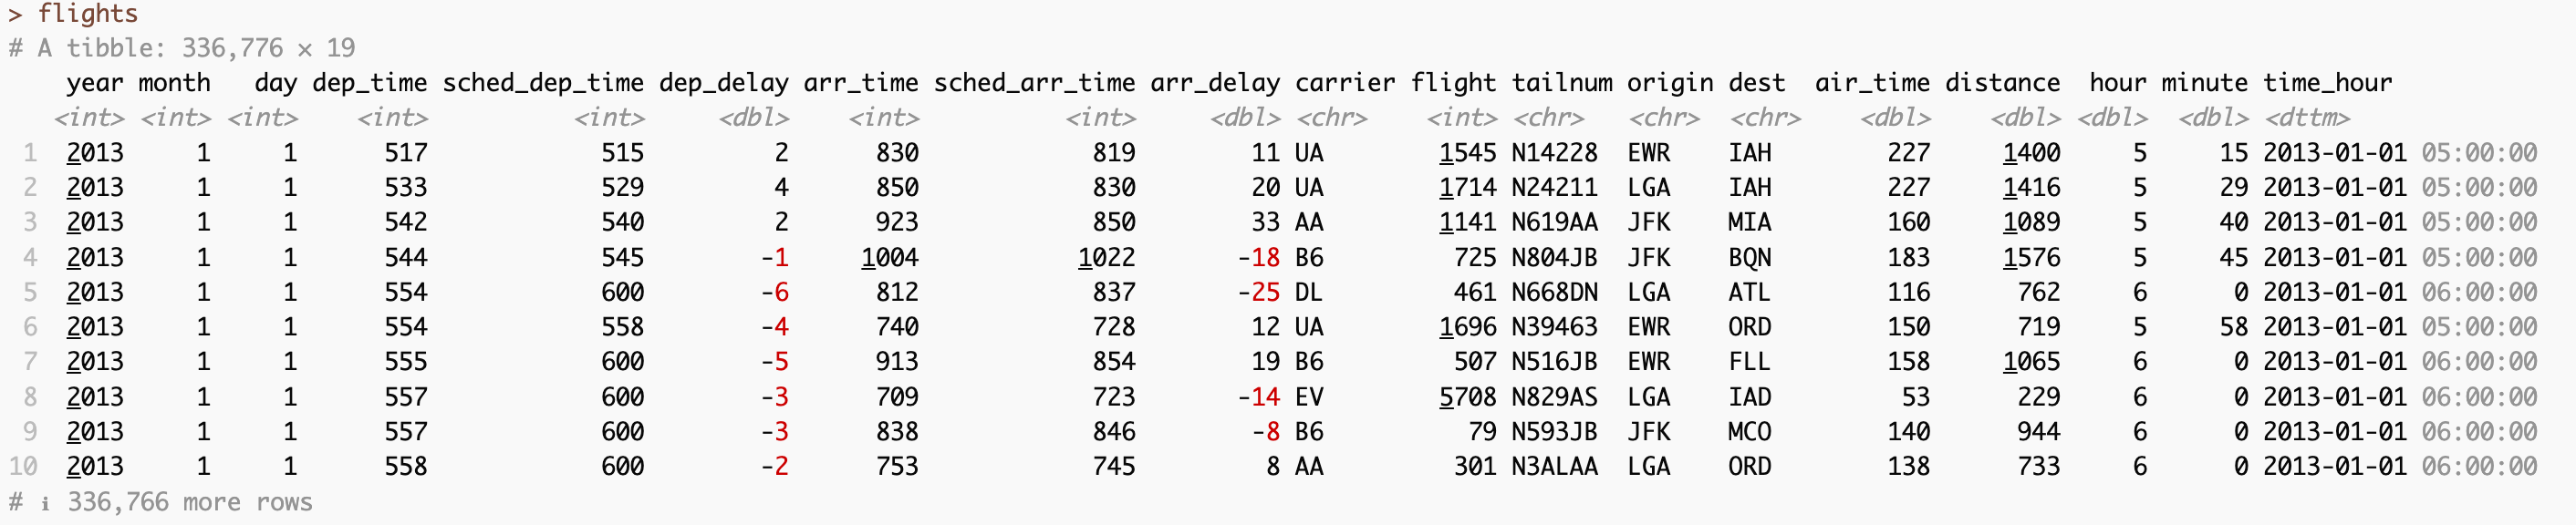 > flights
# A tibble: 336,776 × 19
year month day dep_time sched_dep_time dep_delay arr_time sched_arr_time arr_delay carrier flight tailnum origin dest air_time distance hour minute time_hour
<int> <int> <int> <int> <int> <dbl> <int> <int> <dbl> <chr> <int> <chr> <chr> <chr> <dbl> <dbl> <dbl> <dbl> <dttm>
1 2013 1 1 517 515 2 830 819 11 UA 1545 N14228 EWR IAH 227 1400 5 15 2013-01-01 05:00:00
2 2013 1 1 533 529 4 850 830 20 UA 1714 N24211 LGA IAH 227 1416 5 29 2013-01-01 05:00:00
3 2013 1 1 542 540 2 923 850 33 AA 1141 N619AA JFK MIA 160 1089 5 40 2013-01-01 05:00:00
4 2013 1 1 544 545 -1 1004 1022 -18 B6 725 N804JB JFK BQN 183 1576 5 45 2013-01-01 05:00:00
5 2013 1 1 554 600 -6 812 837 -25 DL 461 N668DN LGA ATL 116 762 6 0 2013-01-01 06:00:00
6 2013 1 1 554 558 -4 740 728 12 UA 1696 N39463 EWR ORD 150 719 5 58 2013-01-01 05:00:00
7 2013 1 1 555 600 -5 913 854 19 B6 507 N516JB EWR FLL 158 1065 6 0 2013-01-01 06:00:00
8 2013 1 1 557 600 -3 709 723 -14 EV 5708 N829AS LGA IAD 53 229 6 0 2013-01-01 06:00:00
9 2013 1 1 557 600 -3 838 846 -8 B6 79 N593JB JFK MCO 140 944 6 0 2013-01-01 06:00:00
10 2013 1 1 558 600 -2 753 745 8 AA 301 N3ALAA LGA ORD 138 733 6 0 2013-01-01 06:00:00
# ℹ 336,766 more rows